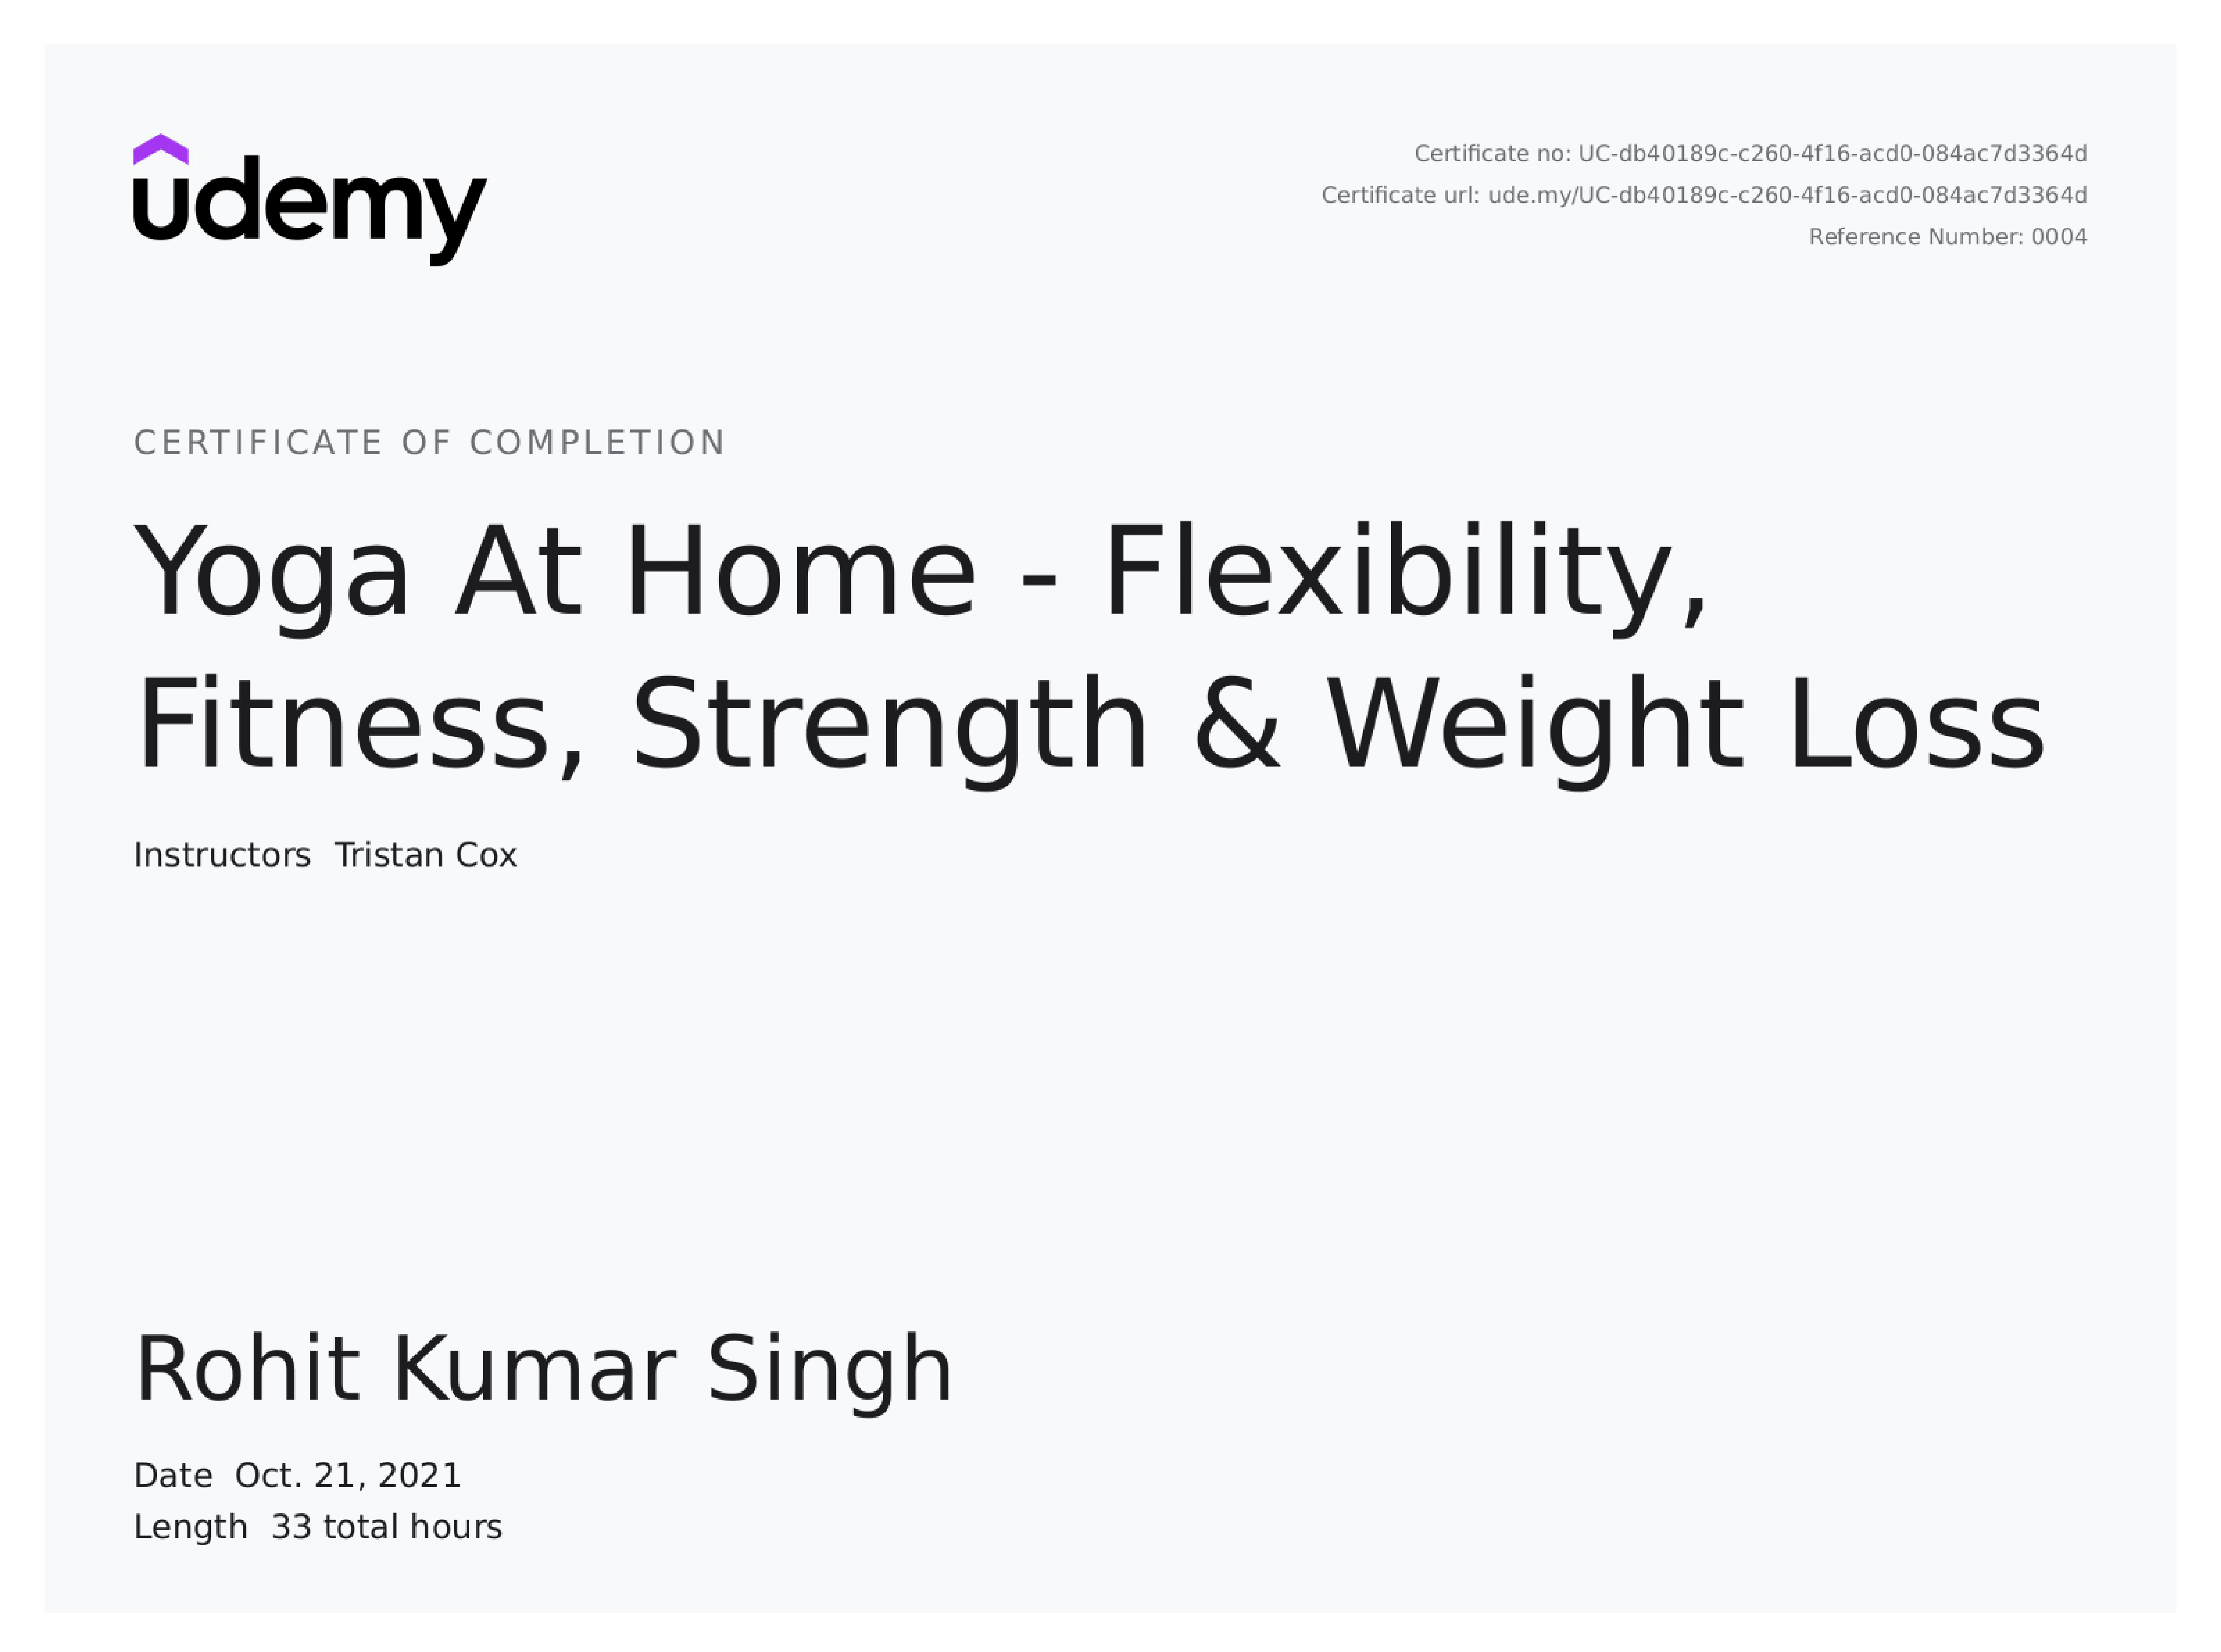 udemy
Certificate no: UC-db40189c-c260-4f16-acd0-084ac7d3364d
Certificate url: ude.my/UC-db40189c-c260-4f16-acd0-084ac7d3364d
Reference Number: 0004
CERTIFICATE OF COMPLETION
Yoga At Home - Flexibility,
Fitness, Strength & Weight Loss
Instructors Tristan Cox
Rohit Kumar Singh
Date Oct. 21, 2021
Length 33 total hours